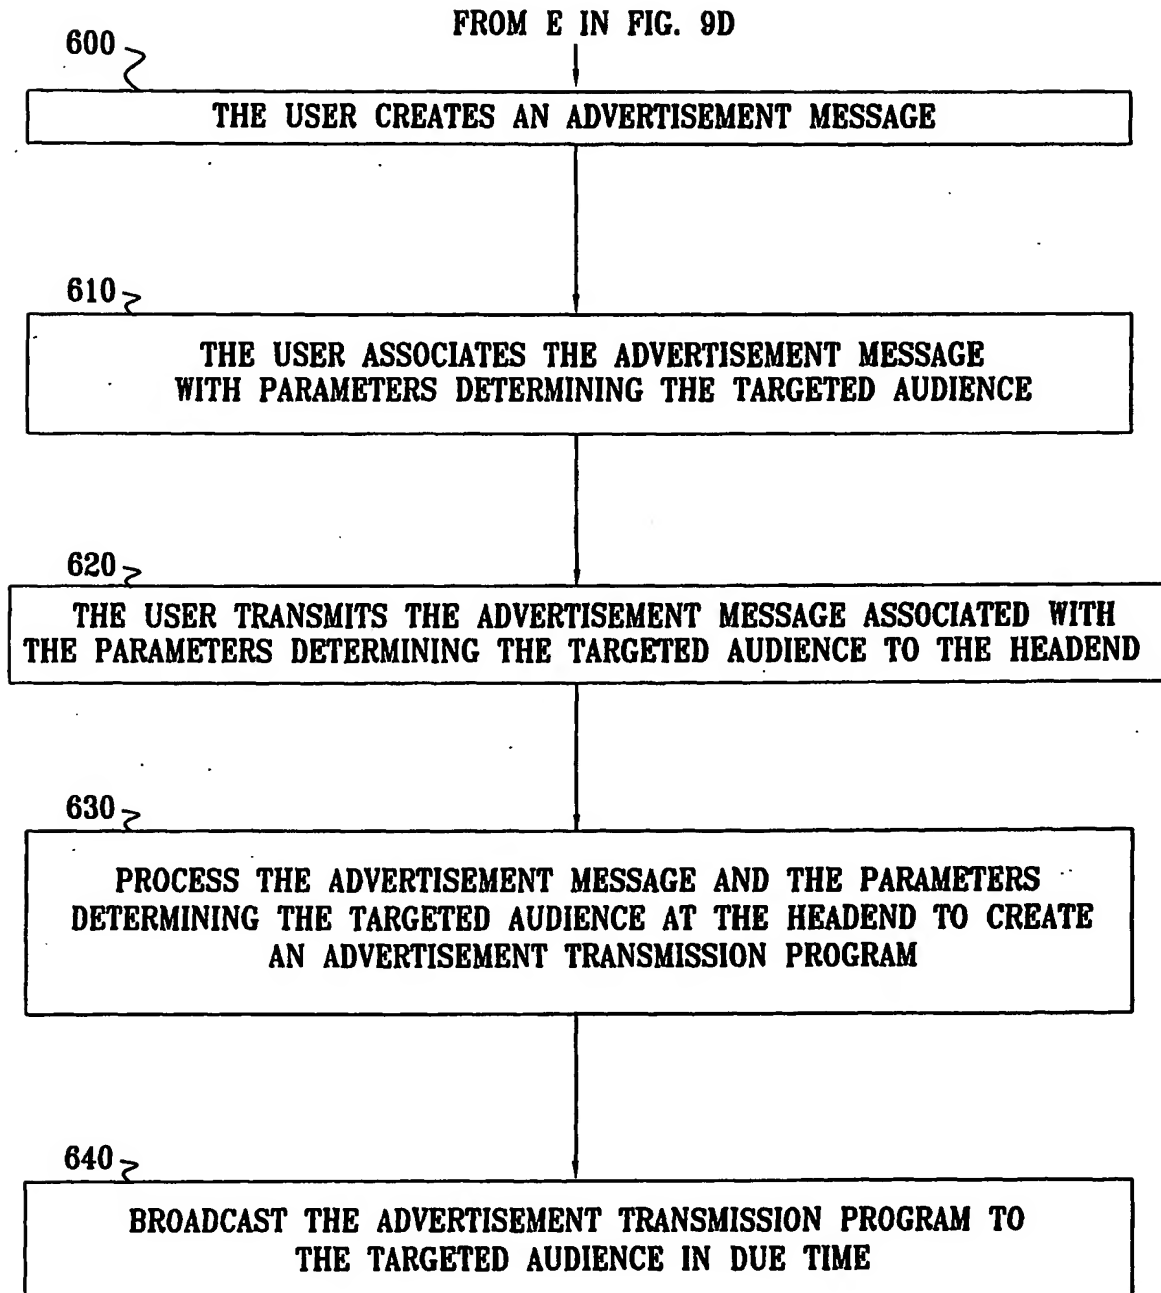 FROM E IN FIG. 9D
600
THE USER CREATES AN ADVERTISEMENT MESSAGE
610
THE USER ASSOCIATES THE ADVERTISEMENT MESSAGE
WITH PARAMETERS DETERMINING THE TARGETED AUDIENCE
620
THE USER TRANSMITS THE ADVERTISEMENT MESSAGE ASSOCIATED WITH
THE PARAMETERS DETERMINING THE TARGETED AUDIENCE TO THE HEADEND
630
PROCESS THE ADVERTISEMENT MESSAGE AND THE PARAMETERS
DETERMINING THE TARGETED AUDIENCE AT THE HEADEND TO CREATE
AN ADVERTISEMENT TRANSMISSION PROGRAM
640
BROADCAST THE ADVERTISEMENT TRANSMISSION PROGRAM TO
THE TARGETED AUDIENCE IN DUE TIME